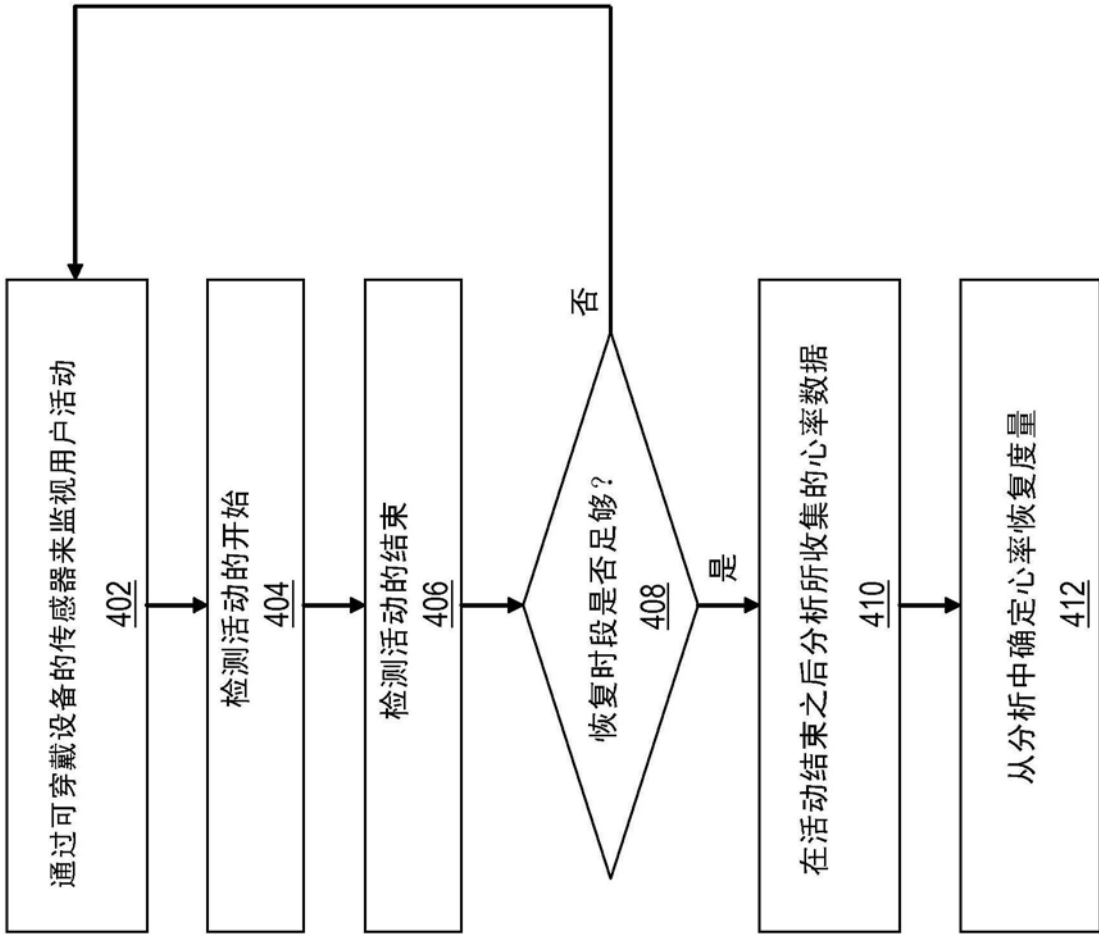 通过可穿戴设备的传感器来监视用户活动
402
检测活动的开始
404
检测活动的结束
406
恢复时段是否足够?
408
否
是
在活动结束之后分析所收集的心率数据
410
从分析中确定心率恢复度量
412